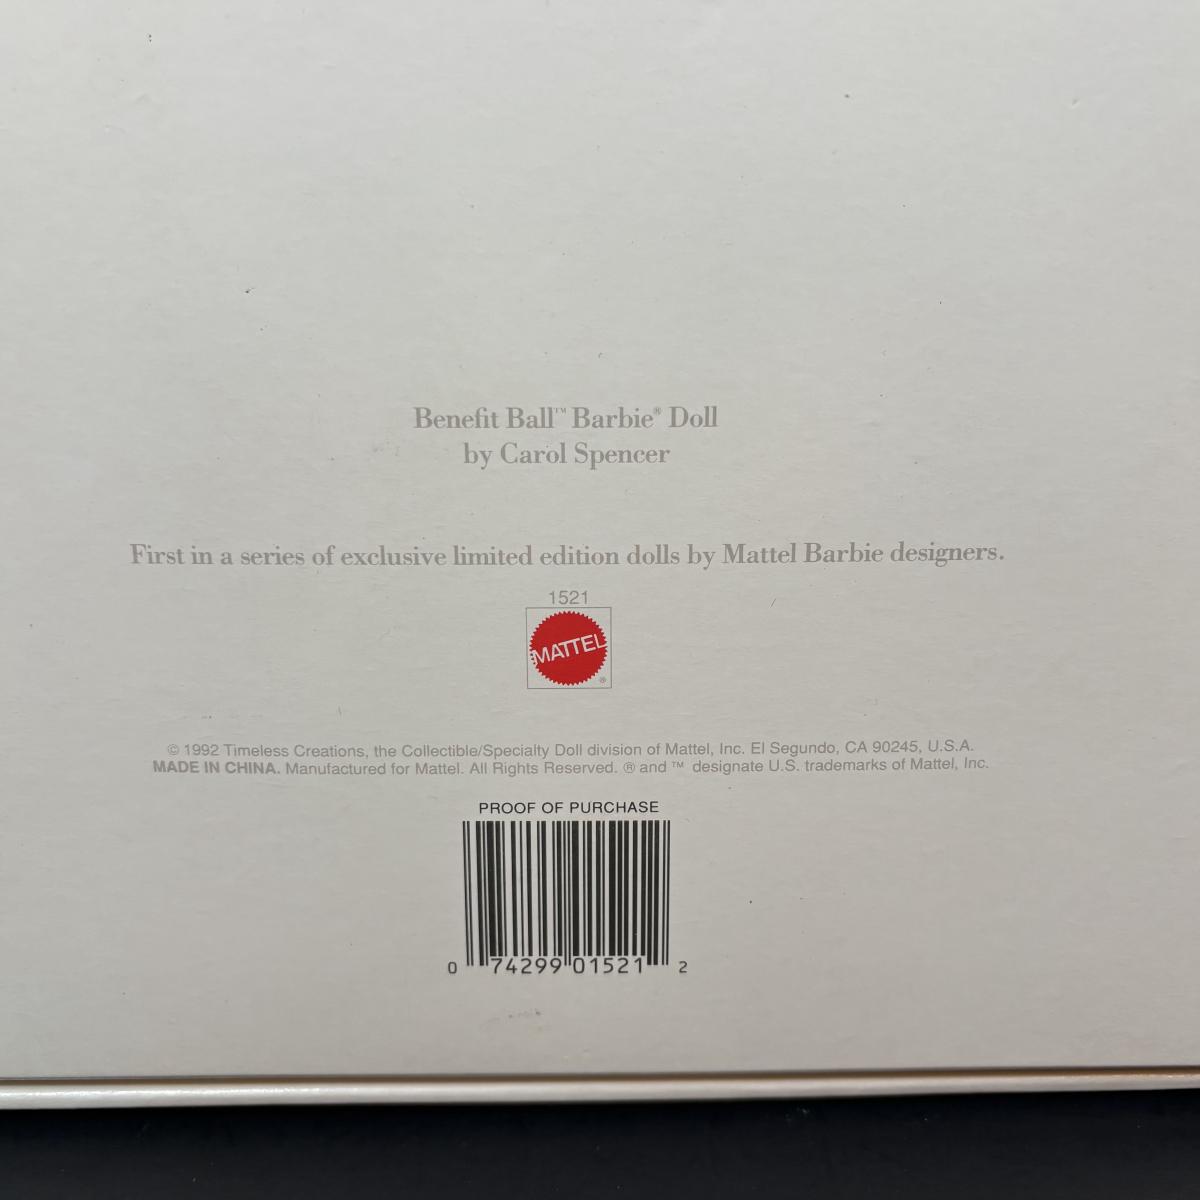 Benefit Ball™ Barbie® Doll
by Carol Spencer
First in a series of exclusive limited edition dolls by Mattel Barbie designers.
1521
MATTEL
®
© 1992 Timeless Creations, the Collectible/Specialty Doll division of Mattel, Inc. El Segundo, CA 90245, U.S.A.
MADE IN CHINA. Manufactured for Mattel. All Rights Reserved. ® and ™ designate U.S. trademarks of Mattel, Inc.
PROOF OF PURCHASE
0 74299 01521 2